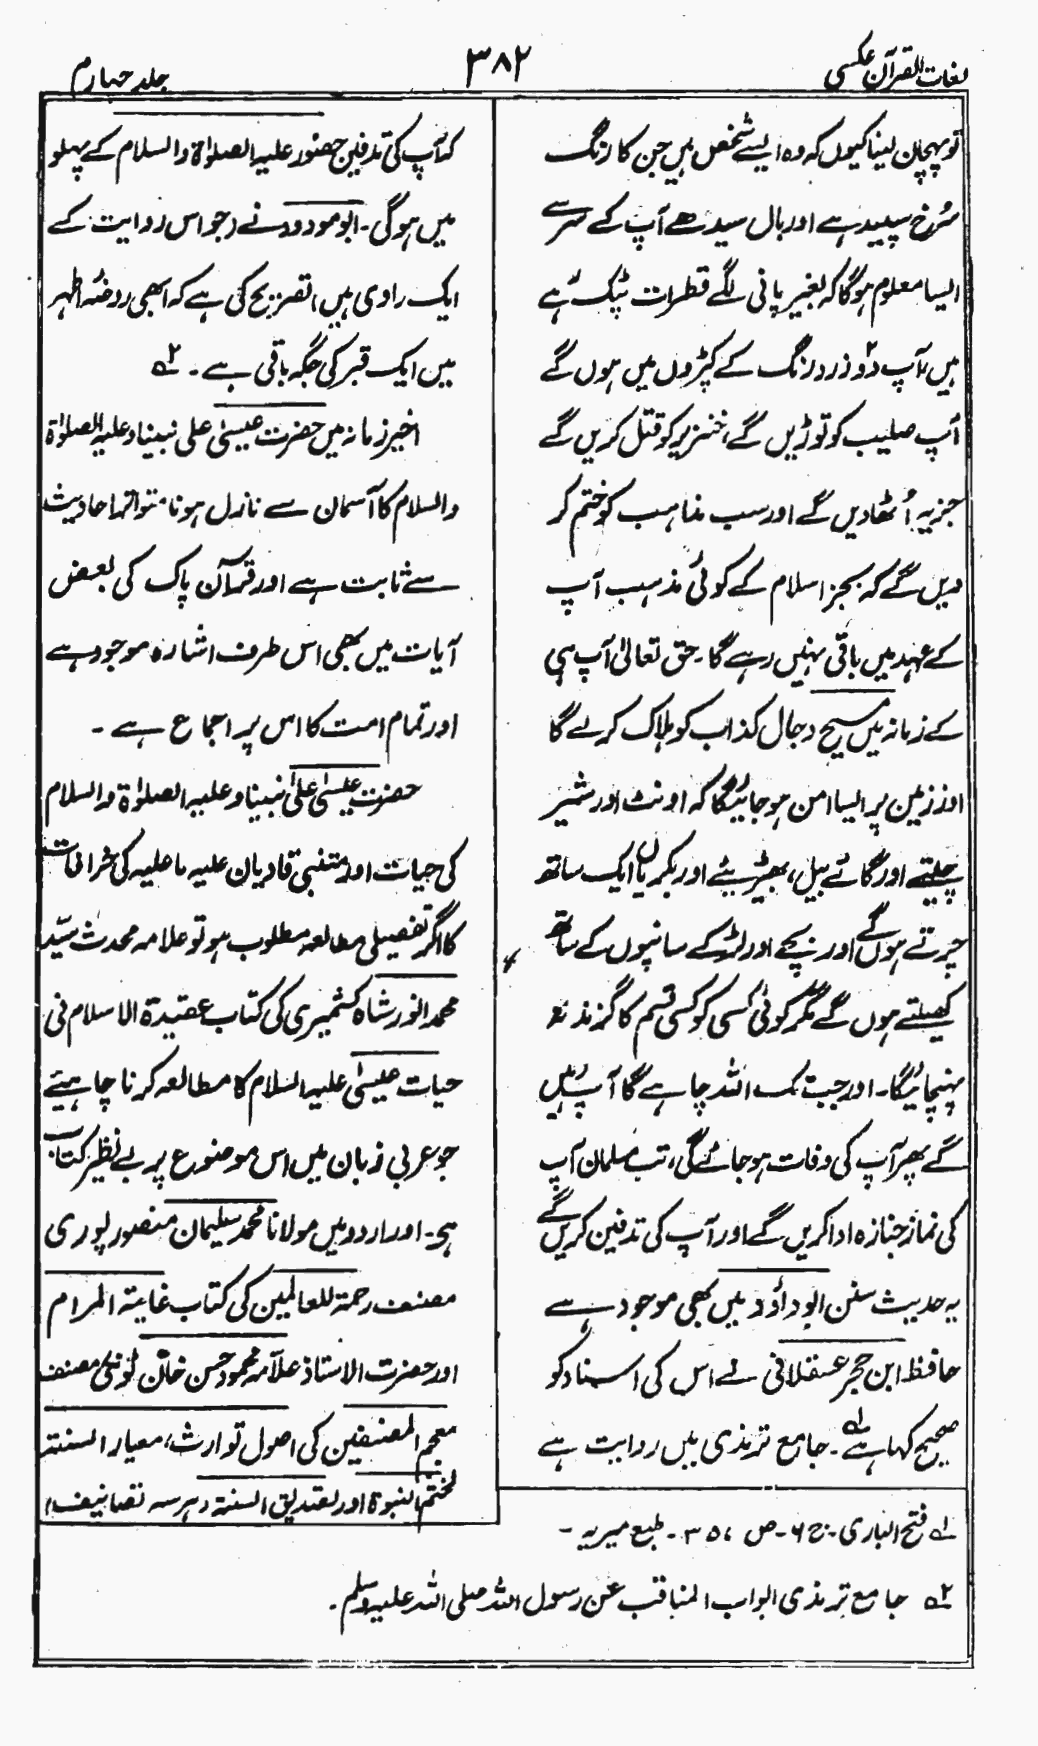 لغات القرآن عکسی
۳۸۲
جلد چہارم
تو پہچان لینا کیوں کہ وہ ایسے شخص ہیں جن کا رنگ
سُرخ سپید ہے اور بال سیدھے آپ کے سر سے
ایسا معلوم ہوگا کہ بغیر پانی لگے قطرات ٹپک رہے
ہیں آپ دو زرد رنگ کے کپڑوں میں ہوں گے
آپ صلیب کو توڑیں گے، خنزیر کو قتل کریں گے
جزیہ اُٹھا دیں گے اور سب مذاہب کو ختم کر
دیں گے کہ بجز اسلام کے کوئی مذہب آپ
کے عہد میں باقی نہیں رہے گا۔ حق تعالیٰ آپ ہی
کے زمانہ میں مسیح دجال کذاب کو ہلاک کر لے گا
اور زمین پر ایسا امن ہو جائیگا کہ اونٹ اور شیر
چیتے اور گائے بیل، بھیڑیئے اور بکریاں ایک ساتھ
چرتے ہوں گے اور بچے اور لڑکے سانپوں کے ساتھ
کھیلتے ہوں گے مگر کوئی کسی کو کسی قسم کا گزند نہ
پہنچائیگا۔ اور جب تک اللہ چاہے گا آپ رہیں
گے پھر آپ کی وفات ہو جائے گی، تب مسلمان آپ
کی نماز جنازہ ادا کریں گے اور آپ کی تدفین کریں گے
یہ حدیث سنن ابوداؤد میں بھی موجود ہے
حافظ ابن حجر عسقلانی نے اس کی اسناد کو
صحیح کہا ہے ۱ھ۔ جامع ترمذی میں روایت ہے
کہ آپ کی تدفین حضور علیہ الصلوٰۃ والسلام کے پہلو
میں ہوگی۔ ابو مودود نے (جو اس روایت کے
ایک راوی ہیں) تصریح کی ہے کہ ابھی روضہ اطہر
میں ایک قبر کی جگہ باقی ہے۔ ۲ھ
اخیر زمانہ میں حضرت عیسیٰ علی نبینا و علیہ الصلوٰۃ
والسلام کا آسمان سے نازل ہونا متواتر احادیث
سے ثابت ہے اور قرآن پاک کی بعض
آیات میں بھی اس طرف اشارہ موجود ہے
اور تمام امت کا اس پر اجماع ہے۔
حضرت عیسیٰ علیٰ نبینا و علیہ الصلوٰۃ والسلام
کی حیات اور متنبی قادیان علیہ ما علیہ کی خرافات
کا اگر تفصیلی مطالعہ مطلوب ہو تو علامہ محدث سیّد
محمد انور شاہ کشمیری کی کتاب عقیدۃ الاسلام فی
حیات عیسیٰ علیہ السلام کا مطالعہ کرنا چاہیئے
جو عربی زبان میں اس موضوع پر بے نظیر کتاب
ہی۔ اور اردو میں مولانا محمد سلیمان منصور پوری
مصنف رحمۃ للعالمین کی کتاب غایۃ المرام
اور حضرت الاستاذ علامہ محمود حسن خان ٹونکی مصنف
معجم المصنفین کی اصول توارث، معیار السنۃ
لختم النبوۃ اور تصدیق السنۃ (ہر سہ تصانیف)
۱ھ فتح الباری۔ ج ۶۔ ص ۳۵۷۔ طبع میریہ۔
۲ھ جامع ترمذی ابواب المناقب عن رسول اللہ صلی اللہ علیہ وسلم۔